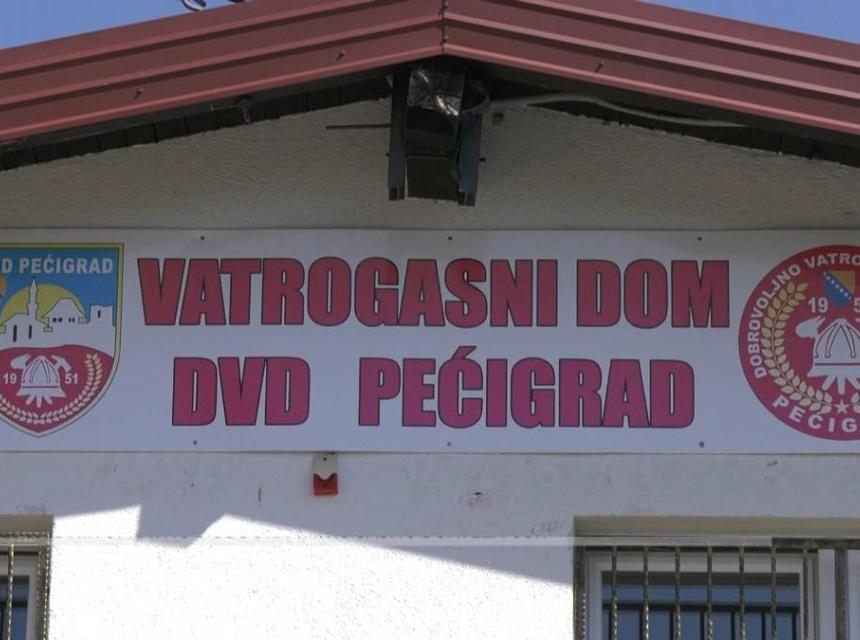 D PEĆIGRAD
19 51
VATROGASNI DOM
DVD PEĆIGRAD
DOBROVOLJNO VATRO
19 5
PEĆIG